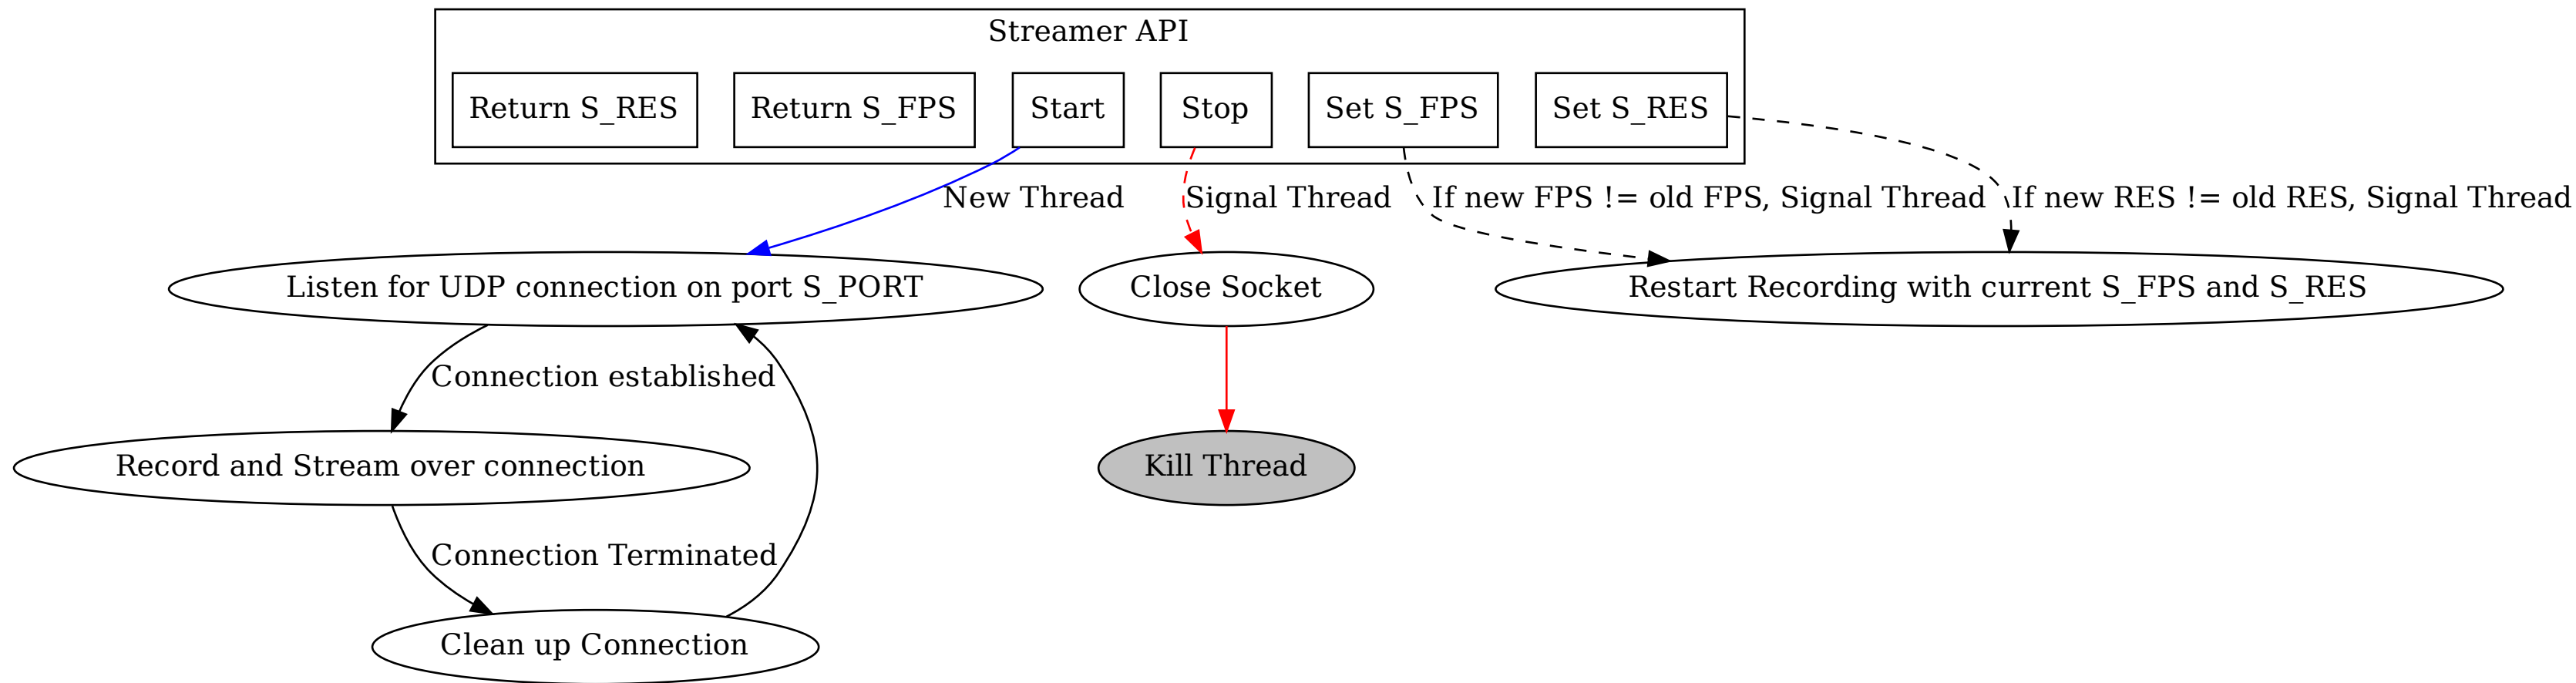 Streamer API
Return S_RES
Return S_FPS
Start
Stop
Set S_FPS
Set S_RES
New Thread
Signal Thread
If new FPS != old FPS, Signal Thread
If new RES != old RES, Signal Thread
Listen for UDP connection on port S_PORT
Close Socket
Restart Recording with current S_FPS and S_RES
Connection established
Record and Stream over connection
Kill Thread
Connection Terminated
Clean up Connection